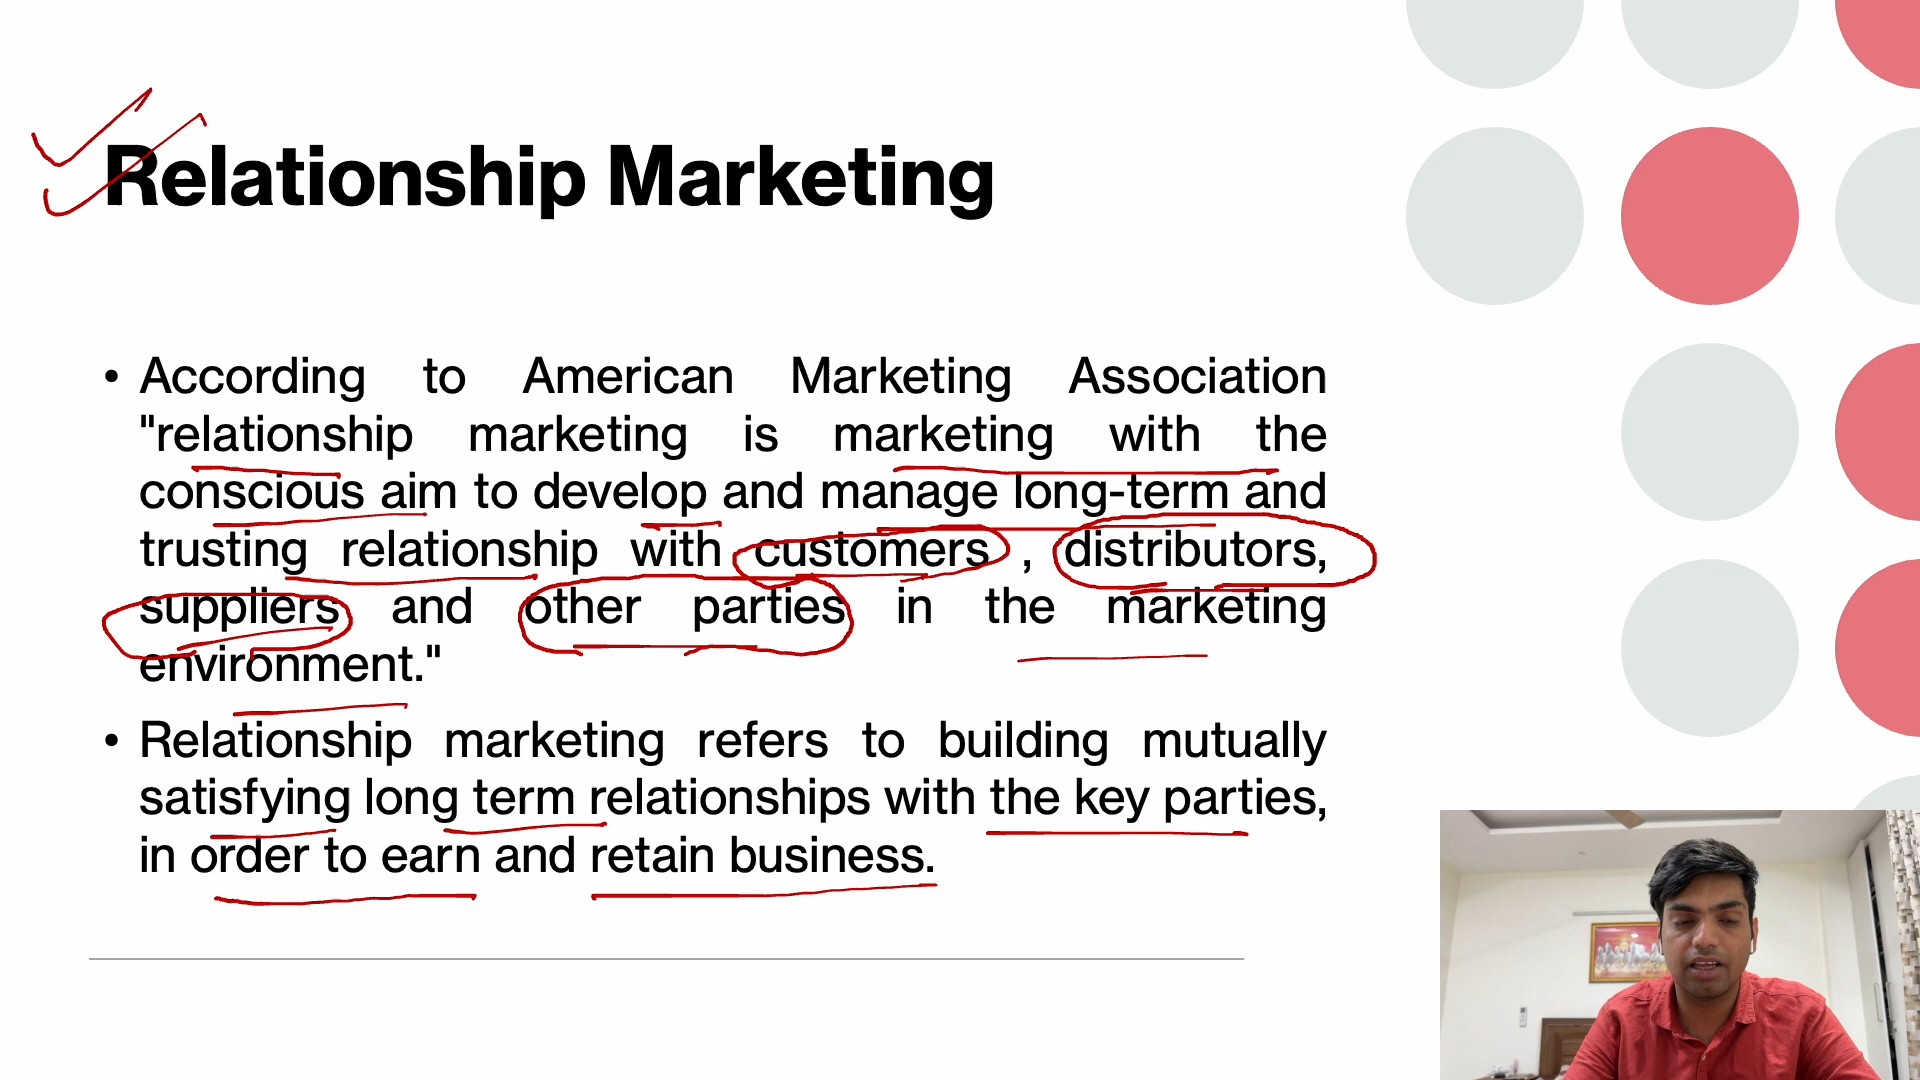 Relationship Marketing
• According to American Marketing Association
"relationship marketing is marketing with the
conscious aim to develop and manage long-term and
trusting relationship with customers , distributors,
suppliers and other parties in the marketing
environment."
• Relationship marketing refers to building mutually
satisfying long term relationships with the key parties,
in order to earn and retain business.